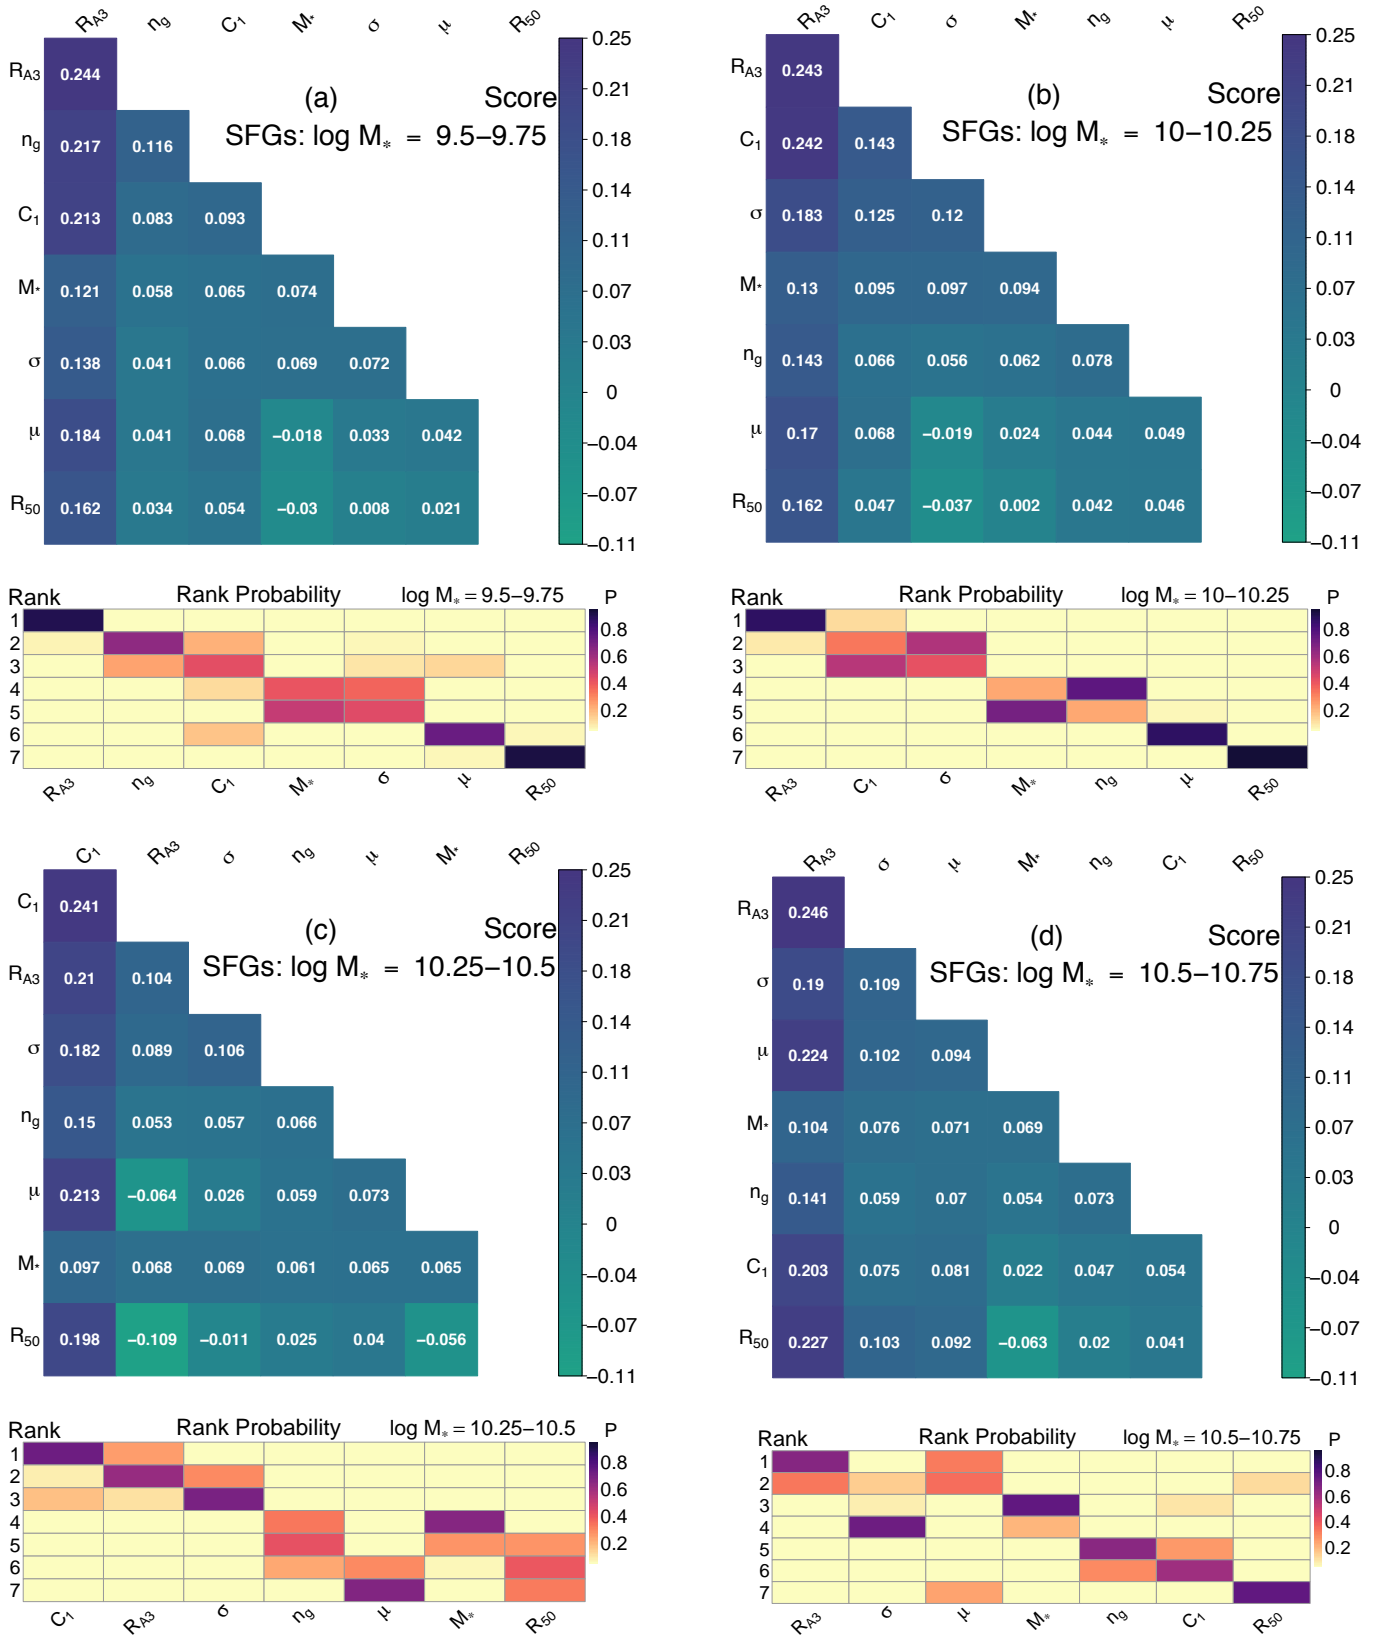 R_A3 n_g C_1 M_* σ μ R_50
R_A3 0.244
n_g 0.217 0.116
C_1 0.213 0.083 0.093
M_* 0.121 0.058 0.065 0.074
σ 0.138 0.041 0.066 0.069 0.072
μ 0.184 0.041 0.068 −0.018 0.033 0.042
R_50 0.162 0.034 0.054 −0.03 0.008 0.021
(a)
Score
SFGs: log M_* = 9.5−9.75
0.25
0.21
0.18
0.14
0.11
0.07
0.03
0
−0.04
−0.07
−0.11
Rank Rank Probability log M_* = 9.5−9.75 P
1
2
3
4
5
6
7
0.8
0.6
0.4
0.2
R_A3 n_g C_1 M_* σ μ R_50
R_A3 C_1 σ M_* n_g μ R_50
R_A3 0.243
C_1 0.242 0.143
σ 0.183 0.125 0.12
M_* 0.13 0.095 0.097 0.094
n_g 0.143 0.066 0.056 0.062 0.078
μ 0.17 0.068 −0.019 0.024 0.044 0.049
R_50 0.162 0.047 −0.037 0.002 0.042 0.046
(b)
Score
SFGs: log M_* = 10−10.25
0.25
0.21
0.18
0.14
0.11
0.07
0.03
0
−0.04
−0.07
−0.11
Rank Rank Probability log M_* = 10−10.25 P
1
2
3
4
5
6
7
0.8
0.6
0.4
0.2
R_A3 C_1 σ M_* n_g μ R_50
C_1 R_A3 σ n_g μ M_* R_50
C_1 0.241
R_A3 0.21 0.104
σ 0.182 0.089 0.106
n_g 0.15 0.053 0.057 0.066
μ 0.213 −0.064 0.026 0.059 0.073
M_* 0.097 0.068 0.069 0.061 0.065 0.065
R_50 0.198 −0.109 −0.011 0.025 0.04 −0.056
(c)
Score
SFGs: log M_* = 10.25−10.5
0.25
0.21
0.18
0.14
0.11
0.07
0.03
0
−0.04
−0.07
−0.11
Rank Rank Probability log M_* = 10.25−10.5 P
1
2
3
4
5
6
7
0.8
0.6
0.4
0.2
C_1 R_A3 σ n_g μ M_* R_50
R_A3 σ μ M_* n_g C_1 R_50
R_A3 0.246
σ 0.19 0.109
μ 0.224 0.102 0.094
M_* 0.104 0.076 0.071 0.069
n_g 0.141 0.059 0.07 0.054 0.073
C_1 0.203 0.075 0.081 0.022 0.047 0.054
R_50 0.227 0.103 0.092 −0.063 0.02 0.041
(d)
Score
SFGs: log M_* = 10.5−10.75
0.25
0.21
0.18
0.14
0.11
0.07
0.03
0
−0.04
−0.07
−0.11
Rank Rank Probability log M_* = 10.5−10.75 P
1
2
3
4
5
6
7
0.8
0.6
0.4
0.2
R_A3 σ μ M_* n_g C_1 R_50